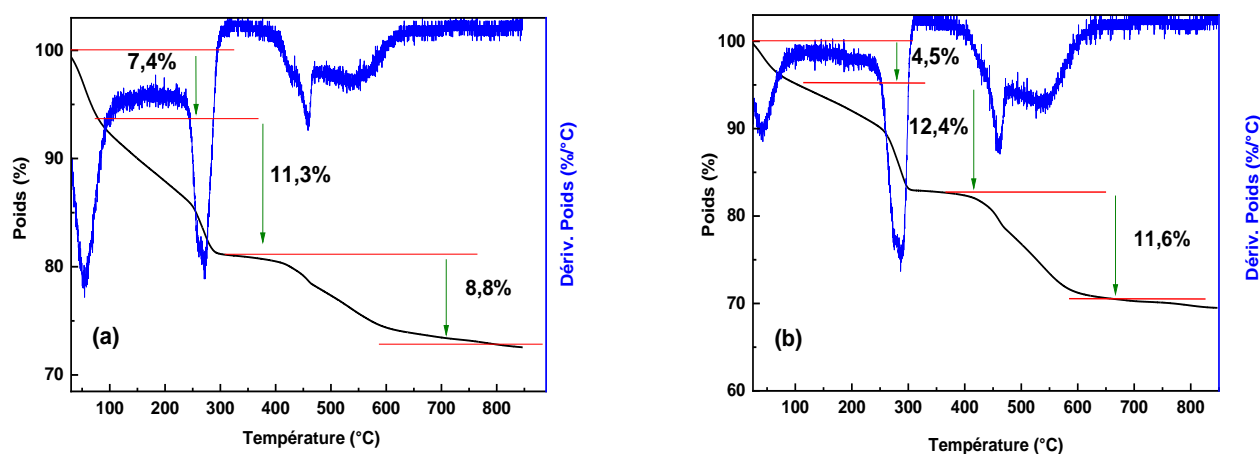 100
90
80
70
Poids (%)
7,4%
11,3%
8,8%
(a)
100 200 300 400 500 600 700 800
Température (°C)
Dériv. Poids (%/°C)
100
90
80
70
60
Poids (%)
4,5%
12,4%
11,6%
(b)
100 200 300 400 500 600 700 800
Température (°C)
Dériv. Poids (%/°C)